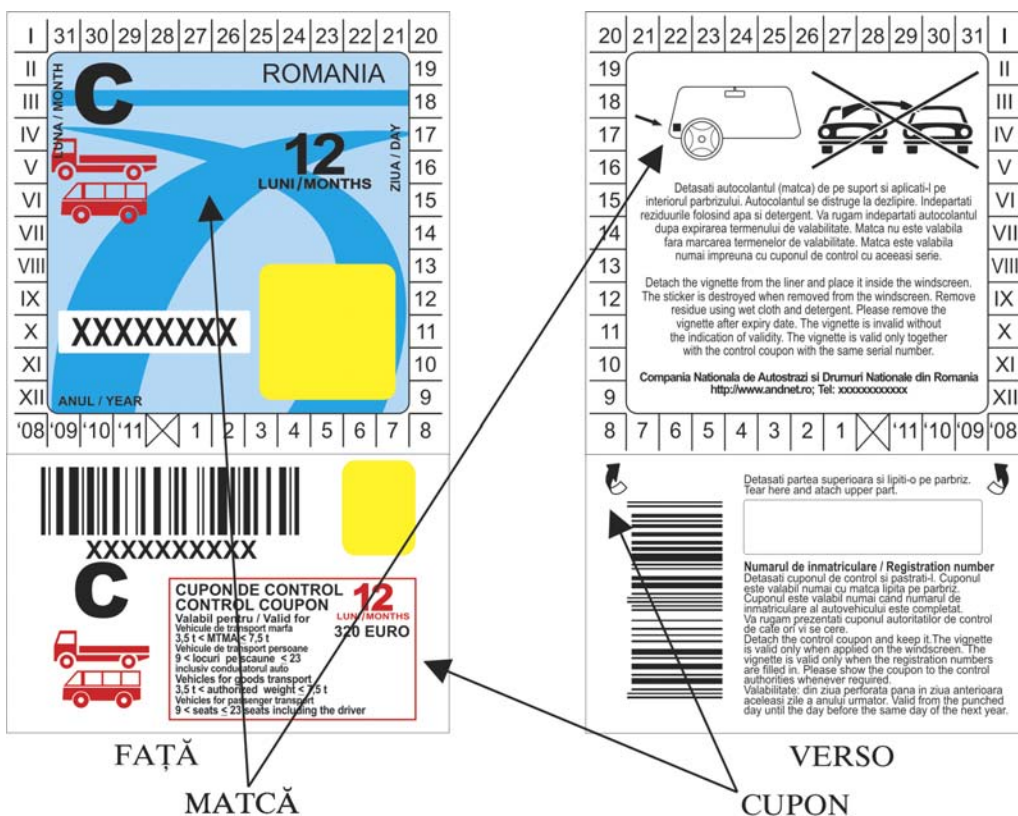 I 31 30 29 28 27 26 25 24 23 22 21 20
II 19
III 18
IV 17
V 16
VI 15
VII 14
VIII 13
IX 12
X 11
XI 10
XII 9
'08 '09 '10 '11 1 2 3 4 5 6 7 8
LUNA / MONTH
C
ROMANIA
12
LUNI/MONTHS
ZIUA / DAY
XXXXXXXX
ANUL / YEAR
XXXXXXXXXX
C
CUPON DE CONTROL
CONTROL COUPON
Valabil pentru / Valid for
Vehicule de transport marfa
3,5 t < MTMA < 7,5 t
Vehicule de transport persoane
9 < locuri pe scaune ≤ 23
inclusiv conducatorul auto
Vehicles for goods transport
3,5 t < authorized weight < 7,5 t
Vehicles for passenger transport
9 < seats ≤ 23 seats including the driver
12
LUNI/MONTHS
320 EURO
FAȚĂ
20 21 22 23 24 25 26 27 28 29 30 31 I
19 II
18 III
17 IV
16 V
15 VI
14 VII
13 VIII
12 IX
11 X
10 XI
9 XII
8 7 6 5 4 3 2 1 '11 '10 '09 '08
Detasati autocolantul (matca) de pe suport si aplicati-l pe
interiorul parbrizului. Autocolantul se distruge la dezlipire. Indepartati
reziduurile folosind apa si detergent. Va rugam indepartati autocolantul
dupa expirarea termenului de valabilitate. Matca nu este valabila
fara marcarea termenelor de valabilitate. Matca este valabila
numai impreuna cu cuponul de control cu aceeasi serie.
Detach the vignette from the liner and place it inside the windscreen.
The sticker is destroyed when removed from the windscreen. Remove
residue using wet cloth and detergent. Please remove the
vignette after expiry date. The vignette is invalid without
the indication of validity. The vignette is valid only together
with the control coupon with the same serial number.
Compania Nationala de Autostrazi si Drumuri Nationale din Romania
http://www.andnet.ro; Tel: xxxxxxxxxxxx
Detasati partea superioara si lipiti-o pe parbriz.
Tear here and atach upper part.
Numarul de inmatriculare / Registration number
Detasati cuponul de control si pastrati-l. Cuponul
este valabil numai cu matca lipita pe parbriz.
Cuponul este valabil numai cand numarul de
inmatriculare al autovehicului este completat.
Va rugam prezentati cuponul autoritatilor de control
de cate ori vi se cere.
Detach the control coupon and keep it.The vignette
is valid only when applied on the windscreen. The
vignette is valid only when the registration numbers
are filled in. Please show the coupon to the control
authorities whenever required.
Valabilitate: din ziua perforata pana in ziua anterioara
aceleasi zile a anului urmator. Valid from the punched
day until the day before the same day of the next year.
VERSO
MATCĂ
CUPON